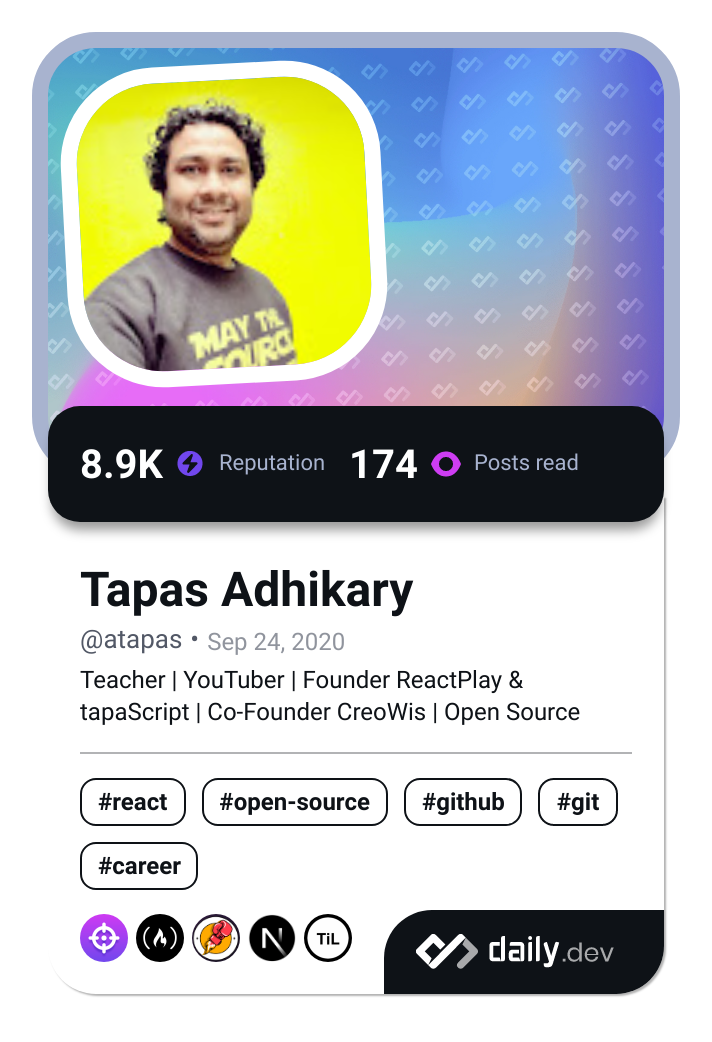 MAY THE
SOURC
8.9K Reputation 174 Posts read
Tapas Adhikary
@atapas • Sep 24, 2020
Teacher | YouTuber | Founder ReactPlay &
tapaScript | Co-Founder CreoWis | Open Source
#react #open-source #github #git
#career
N TiL
daily.dev